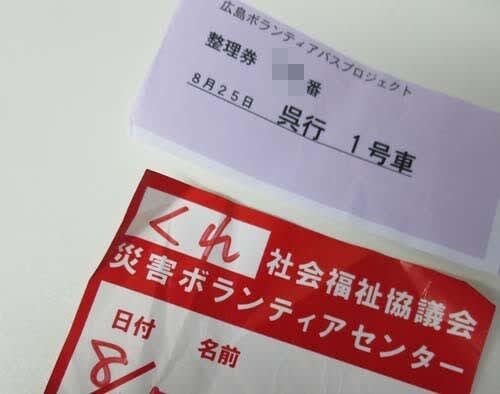 広島ボランティアバスプロジェクト
整理券 番
8月25日 呉行 1号車
くれ 社会福祉協議会
災害ボランティアセンター
日付 名前
8/